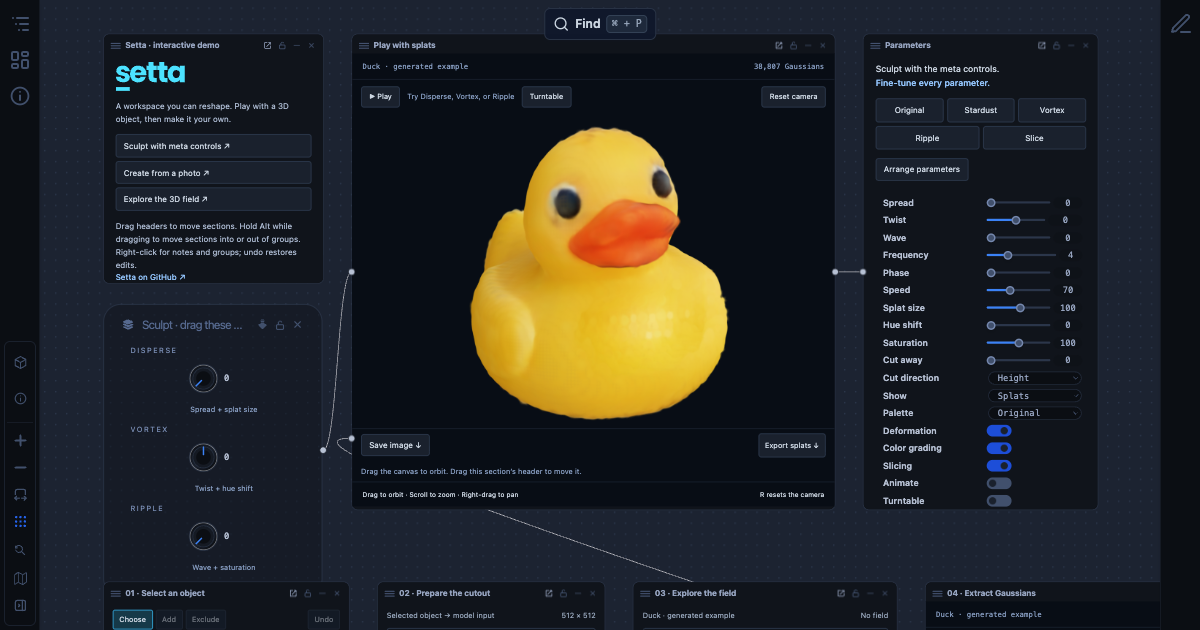 Find ⌘ + P
Setta · interactive demo
setta
A workspace you can reshape. Play with a 3D
object, then make it your own.
Sculpt with meta controls ↗
Create from a photo ↗
Explore the 3D field ↗
Drag headers to move sections. Hold Alt while
dragging to move sections into or out of groups.
Right-click for notes and groups; undo restores
edits.
Setta on GitHub ↗
Sculpt · drag these ...
DISPERSE
0
Spread + splat size
VORTEX
0
Twist + hue shift
RIPPLE
0
Wave + saturation
Play with splats
Duck · generated example
38,807 Gaussians
Play
Try Disperse, Vortex, or Ripple
Turntable
Reset camera
Save image ↓
Export splats ↓
Drag the canvas to orbit. Drag this section's header to move it.
Drag to orbit · Scroll to zoom · Right-drag to pan
R resets the camera
Parameters
Sculpt with the meta controls.
Fine-tune every parameter.
Original
Stardust
Vortex
Ripple
Slice
Arrange parameters
Spread 0
Twist 0
Wave 0
Frequency 4
Phase 0
Speed 70
Splat size 100
Hue shift 0
Saturation 100
Cut away 0
Cut direction Height
Show Splats
Palette Original
Deformation
Color grading
Slicing
Animate
Turntable
01 · Select an object
Choose
Add
Exclude
Undo
02 · Prepare the cutout
Selected object → model input
512 × 512
03 · Explore the field
Duck · generated example
No field
04 · Extract Gaussians
Duck · generated example